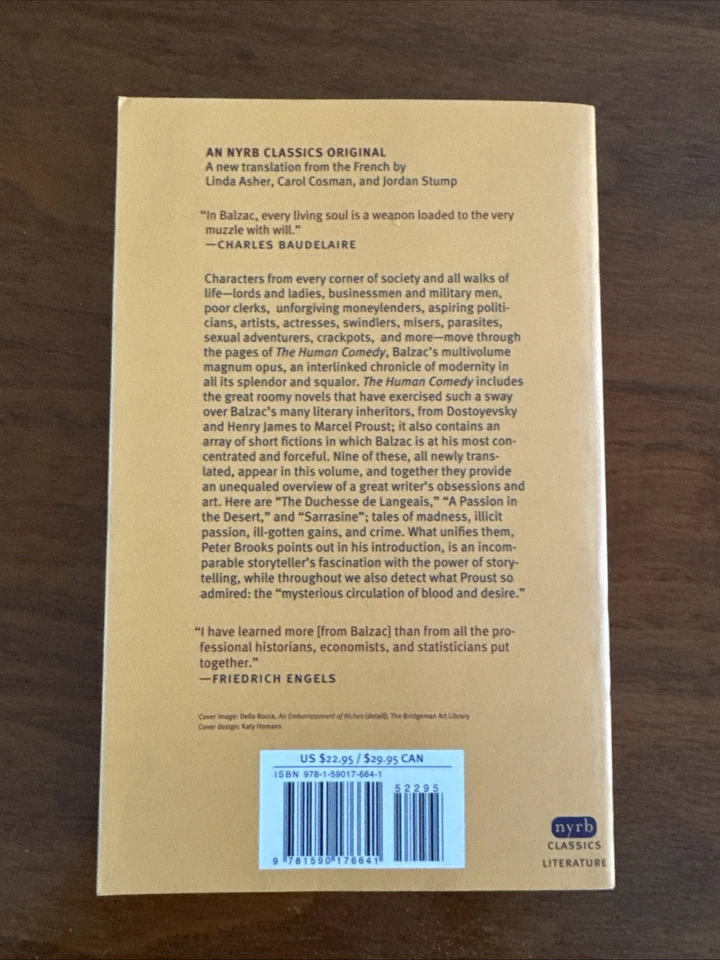 AN NYRB CLASSICS ORIGINAL
A new translation from the French by
Linda Asher, Carol Cosman, and Jordan Stump
“In Balzac, every living soul is a weapon loaded to the very
muzzle with will.”
—CHARLES BAUDELAIRE
Characters from every corner of society and all walks of
life—lords and ladies, businessmen and military men,
poor clerks, unforgiving moneylenders, aspiring politi-
cians, artists, actresses, swindlers, misers, parasites,
sexual adventurers, crackpots, and more—move through
the pages of The Human Comedy, Balzac’s multivolume
magnum opus, an interlinked chronicle of modernity in
all its splendor and squalor. The Human Comedy includes
the great roomy novels that have exercised such a sway
over Balzac’s many literary inheritors, from Dostoyevsky
and Henry James to Marcel Proust; it also contains an
array of short fictions in which Balzac is at his most con-
centrated and forceful. Nine of these, all newly trans-
lated, appear in this volume, and together they provide
an unequaled overview of a great writer’s obsessions and
art. Here are “The Duchesse de Langeais,” “A Passion in
the Desert,” and “Sarrasine”; tales of madness, illicit
passion, ill-gotten gains, and crime. What unifies them,
Peter Brooks points out in his introduction, is an incom-
parable storyteller’s fascination with the power of story-
telling, while throughout we also detect what Proust so
admired: the “mysterious circulation of blood and desire.”
“I have learned more [from Balzac] than from all the pro-
fessional historians, economists, and statisticians put
together.”
—FRIEDRICH ENGELS
Cover image: Della Rocca, An Embarrassment of Riches (detail); The Bridgeman Art Library
Cover design: Katy Homans
US $22.95 / $29.95 CAN
ISBN 978-1-59017-664-1
52295
9 781590 176641
nyrb
CLASSICS
LITERATURE